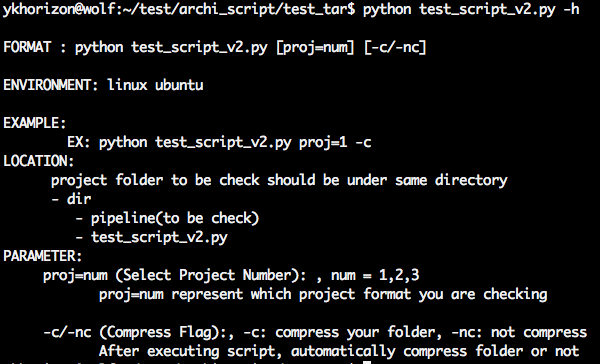 ykhorizon@wolf:~/test/archi_script/test_tar$ python test_script_v2.py -h
FORMAT : python test_script_v2.py [proj=num] [-c/-nc]
ENVIRONMENT: linux ubuntu
EXAMPLE:
EX: python test_script_v2.py proj=1 -c
LOCATION:
project folder to be check should be under same directory
- dir
- pipeline(to be check)
- test_script_v2.py
PARAMETER:
proj=num (Select Project Number): , num = 1,2,3
proj=num represent which project format you are checking
-c/-nc (Compress Flag):, -c: compress your folder, -nc: not compress
After executing script, automatically compress folder or not